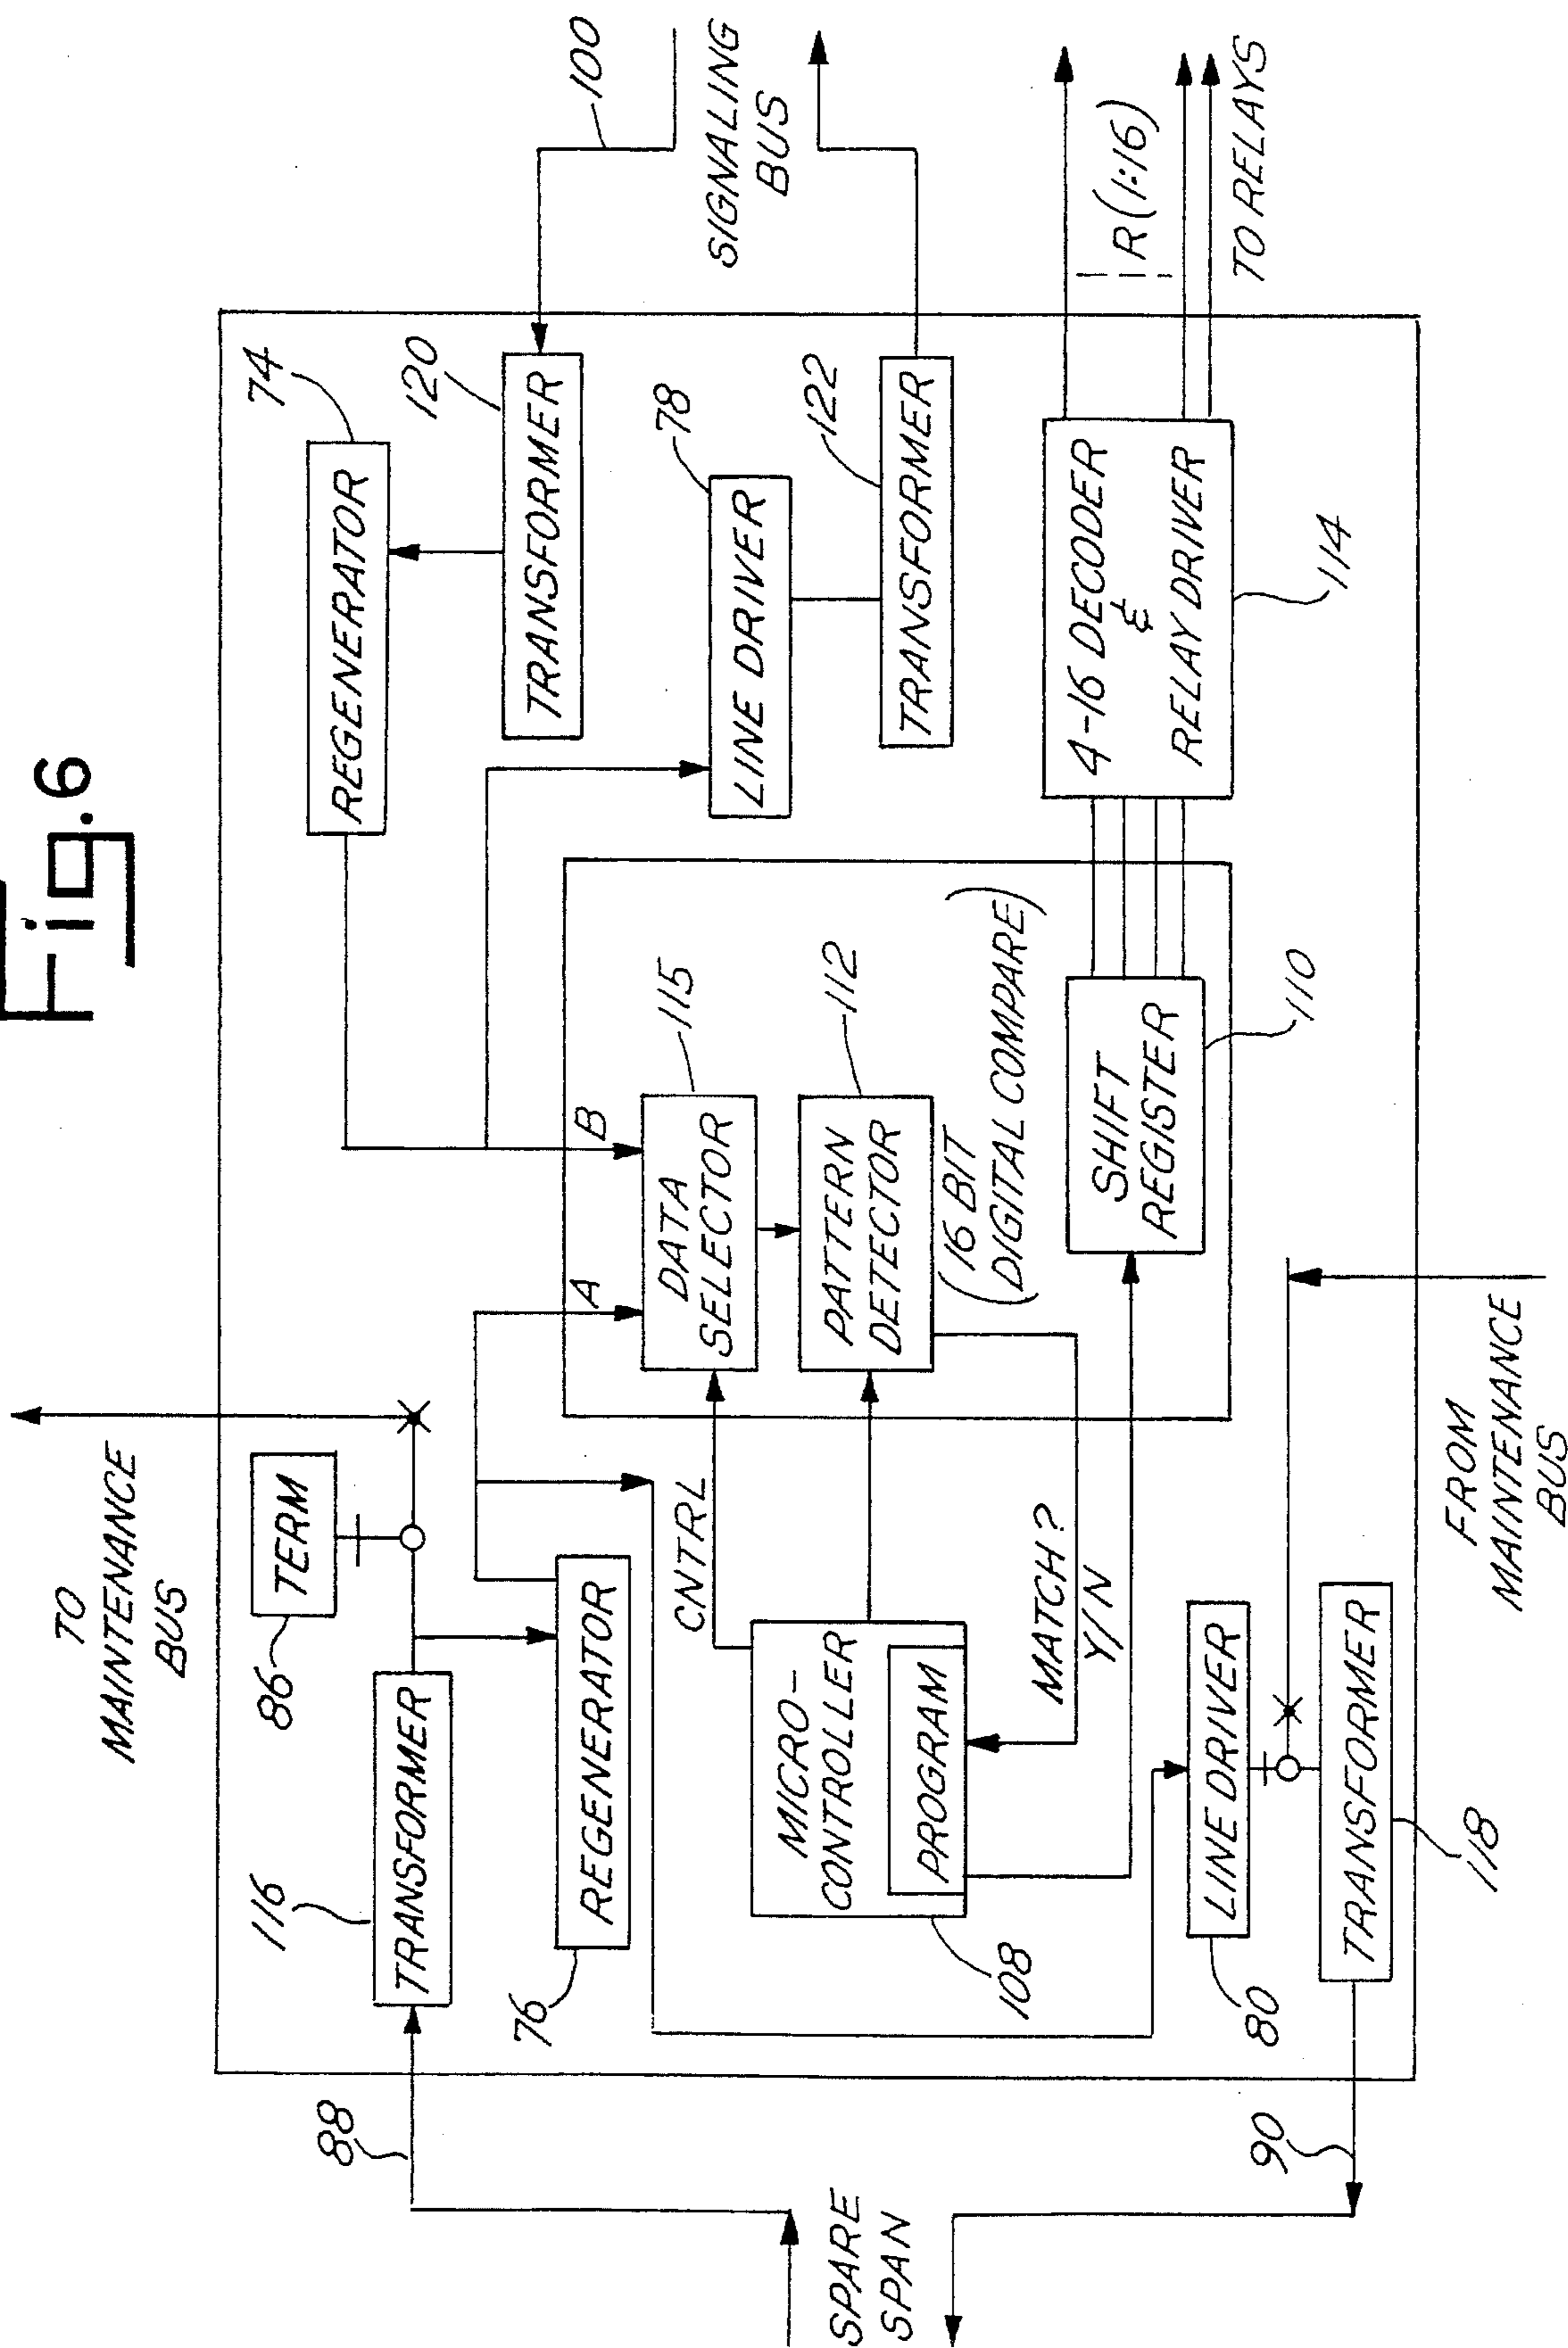 Fig. 6
TO
MAINTENANCE
BUS
86
TERM
116
TRANSFORMER
88
76
REGENERATOR
SPARE
SPAN
CNTRL
MICRO-
CONTROLLER
PROGRAM
108
MATCH?
Y/N
A
B
DATA
SELECTOR
115
PATTERN
DETECTOR
112
(16 BIT
DIGITAL COMPARE)
SHIFT
REGISTER
110
REGENERATOR
74
TRANSFORMER
120
100
SIGNALING
BUS
LINE DRIVER
78
TRANSFORMER
122
4-16 DECODER
&
RELAY DRIVER
114
R(1:16)
TO RELAYS
LINE DRIVER
80
TRANSFORMER
118
90
FROM
MAINTENANCE
BUS